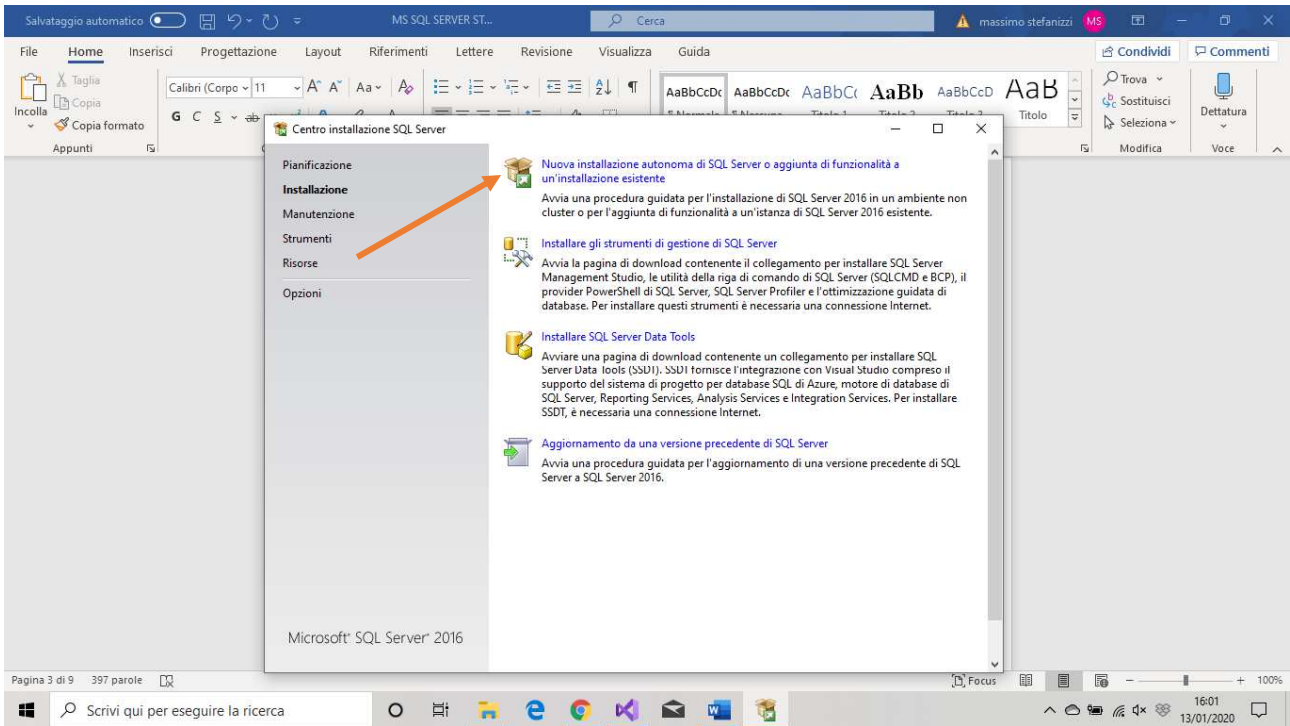 Salvataggio automatico
MS SQL SERVER ST...
Cerca
massimo stefanizzi
MS
File Home Inserisci Progettazione Layout Riferimenti Lettere Revisione Visualizza Guida
Condividi
Commenti
Incolla
Taglia
Copia
Copia formato
Appunti
Calibri (Corpo
11
Aa
G C S ab
AaBbCcDc AaBbCcDc AaBbC( AaBb AaBbCcD AaB
Titolo
Trova
Sostituisci
Seleziona
Modifica
Dettatura
Voce
Centro installazione SQL Server
Pianificazione
Installazione
Manutenzione
Strumenti
Risorse
Opzioni
Microsoft SQL Server 2016
Nuova installazione autonoma di SQL Server o aggiunta di funzionalità a
un'installazione esistente
Avvia una procedura guidata per l'installazione di SQL Server 2016 in un ambiente non
cluster o per l'aggiunta di funzionalità a un'istanza di SQL Server 2016 esistente.
Installare gli strumenti di gestione di SQL Server
Avvia la pagina di download contenente il collegamento per installare SQL Server
Management Studio, le utilità della riga di comando di SQL Server (SQLCMD e BCP), il
provider PowerShell di SQL Server, SQL Server Profiler e l'ottimizzazione guidata di
database. Per installare questi strumenti è necessaria una connessione Internet.
Installare SQL Server Data Tools
Avviare una pagina di download contenente un collegamento per installare SQL
Server Data Tools (SSDT). SSDT fornisce l'integrazione con Visual Studio compreso il
supporto del sistema di progetto per database SQL di Azure, motore di database di
SQL Server, Reporting Services, Analysis Services e Integration Services. Per installare
SSDT, è necessaria una connessione Internet.
Aggiornamento da una versione precedente di SQL Server
Avvia una procedura guidata per l'aggiornamento di una versione precedente di SQL
Server a SQL Server 2016.
Pagina 3 di 9 397 parole
Focus
100%
Scrivi qui per eseguire la ricerca
16:01
13/01/2020